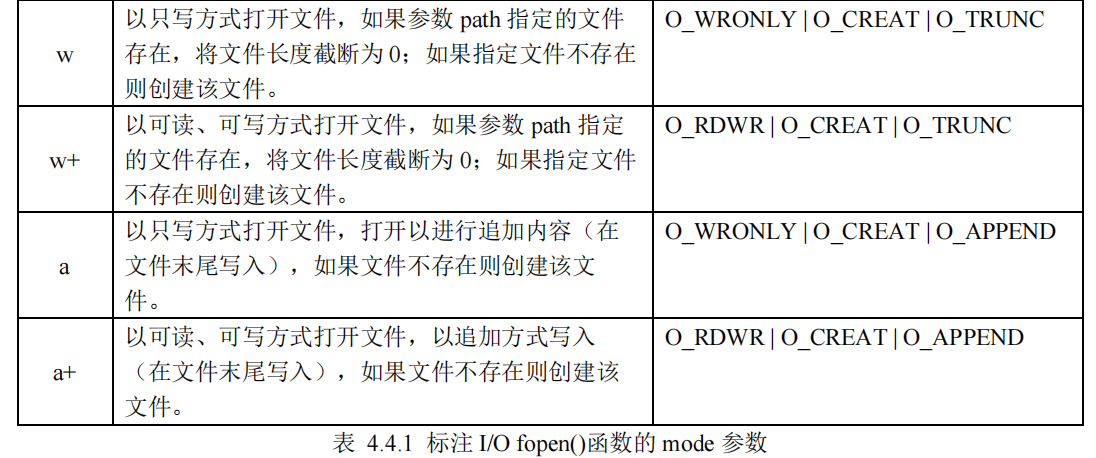 w
以只写方式打开文件，如果参数 path 指定的文件
存在，将文件长度截断为 0；如果指定文件不存在
则创建该文件。
O_WRONLY | O_CREAT | O_TRUNC
w+
以可读、可写方式打开文件，如果参数 path 指定
的文件存在，将文件长度截断为 0；如果指定文件
不存在则创建该文件。
O_RDWR | O_CREAT | O_TRUNC
a
以只写方式打开文件，打开以进行追加内容（在
文件末尾写入），如果文件不存在则创建该文
件。
O_WRONLY | O_CREAT | O_APPEND
a+
以可读、可写方式打开文件，以追加方式写入
（在文件末尾写入），如果文件不存在则创建该
文件。
O_RDWR | O_CREAT | O_APPEND
表 4.4.1 标注 I/O fopen()函数的 mode 参数